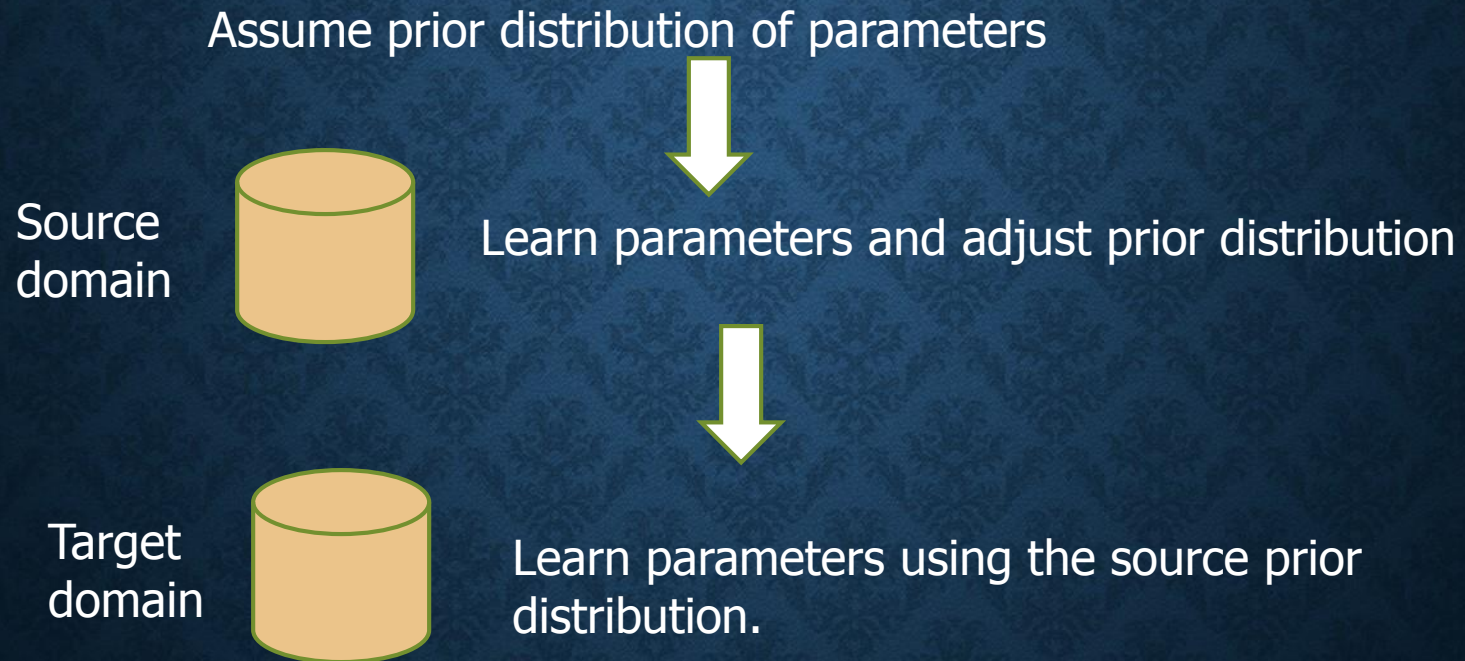 Assume prior distribution of parameters
Source
domain
Learn parameters and adjust prior distribution
Target
domain
Learn parameters using the source prior
distribution.